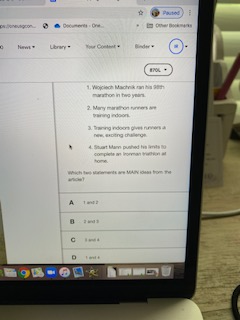 Paused
Documents - One...
Other Bookmarks
News
Library
Your Content
Binder
870L
1. Wojciech Machnik ran his 98th
marathon in two years.
2. Many marathon runners are
training indoors.
3. Training indoors gives runners a
new, exciting challenge.
4. Stuart Mann pushed his limits to
complete an Ironman triathlon at
home.
Which two statements are MAIN ideas from the
article?
A 1 and 2
B 2 and 3
C 3 and 4
D 1 and 4